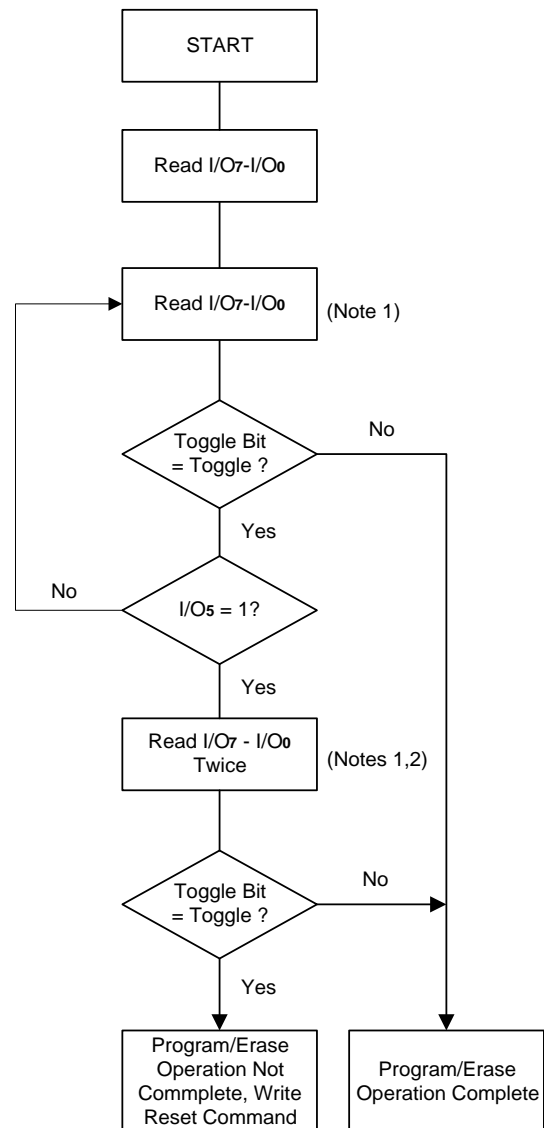 START
Read I/O7-I/O0
Read I/O7-I/O0
(Note 1)
Toggle Bit
= Toggle ?
No
Yes
No
I/O5 = 1?
Yes
Read I/O7 - I/O0
Twice
(Notes 1,2)
Toggle Bit
= Toggle ?
No
Yes
Program/Erase
Operation Not
Commplete, Write
Reset Command
Program/Erase
Operation Complete